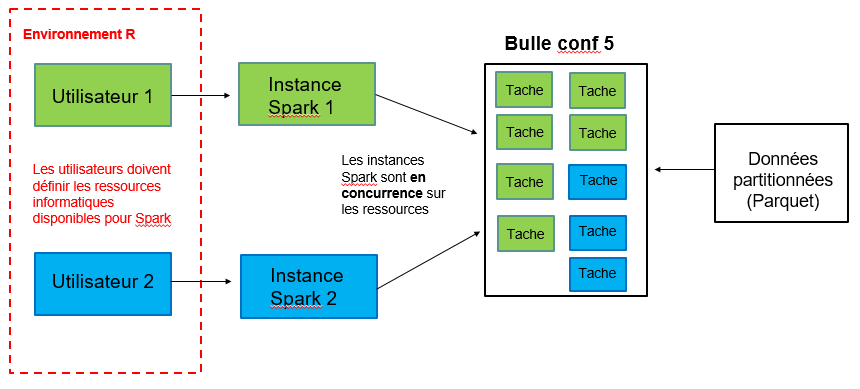 Environnement R
Utilisateur 1
Les utilisateurs doivent
définir les ressources
informatiques
disponibles pour Spark
Utilisateur 2
Instance
Spark 1
Les instances
Spark sont en
concurrence sur
les ressources
Instance
Spark 2
Bulle conf 5
Tache
Tache
Tache
Tache
Tache
Tache
Tache
Tache
Tache
Données
partitionnées
(Parquet)